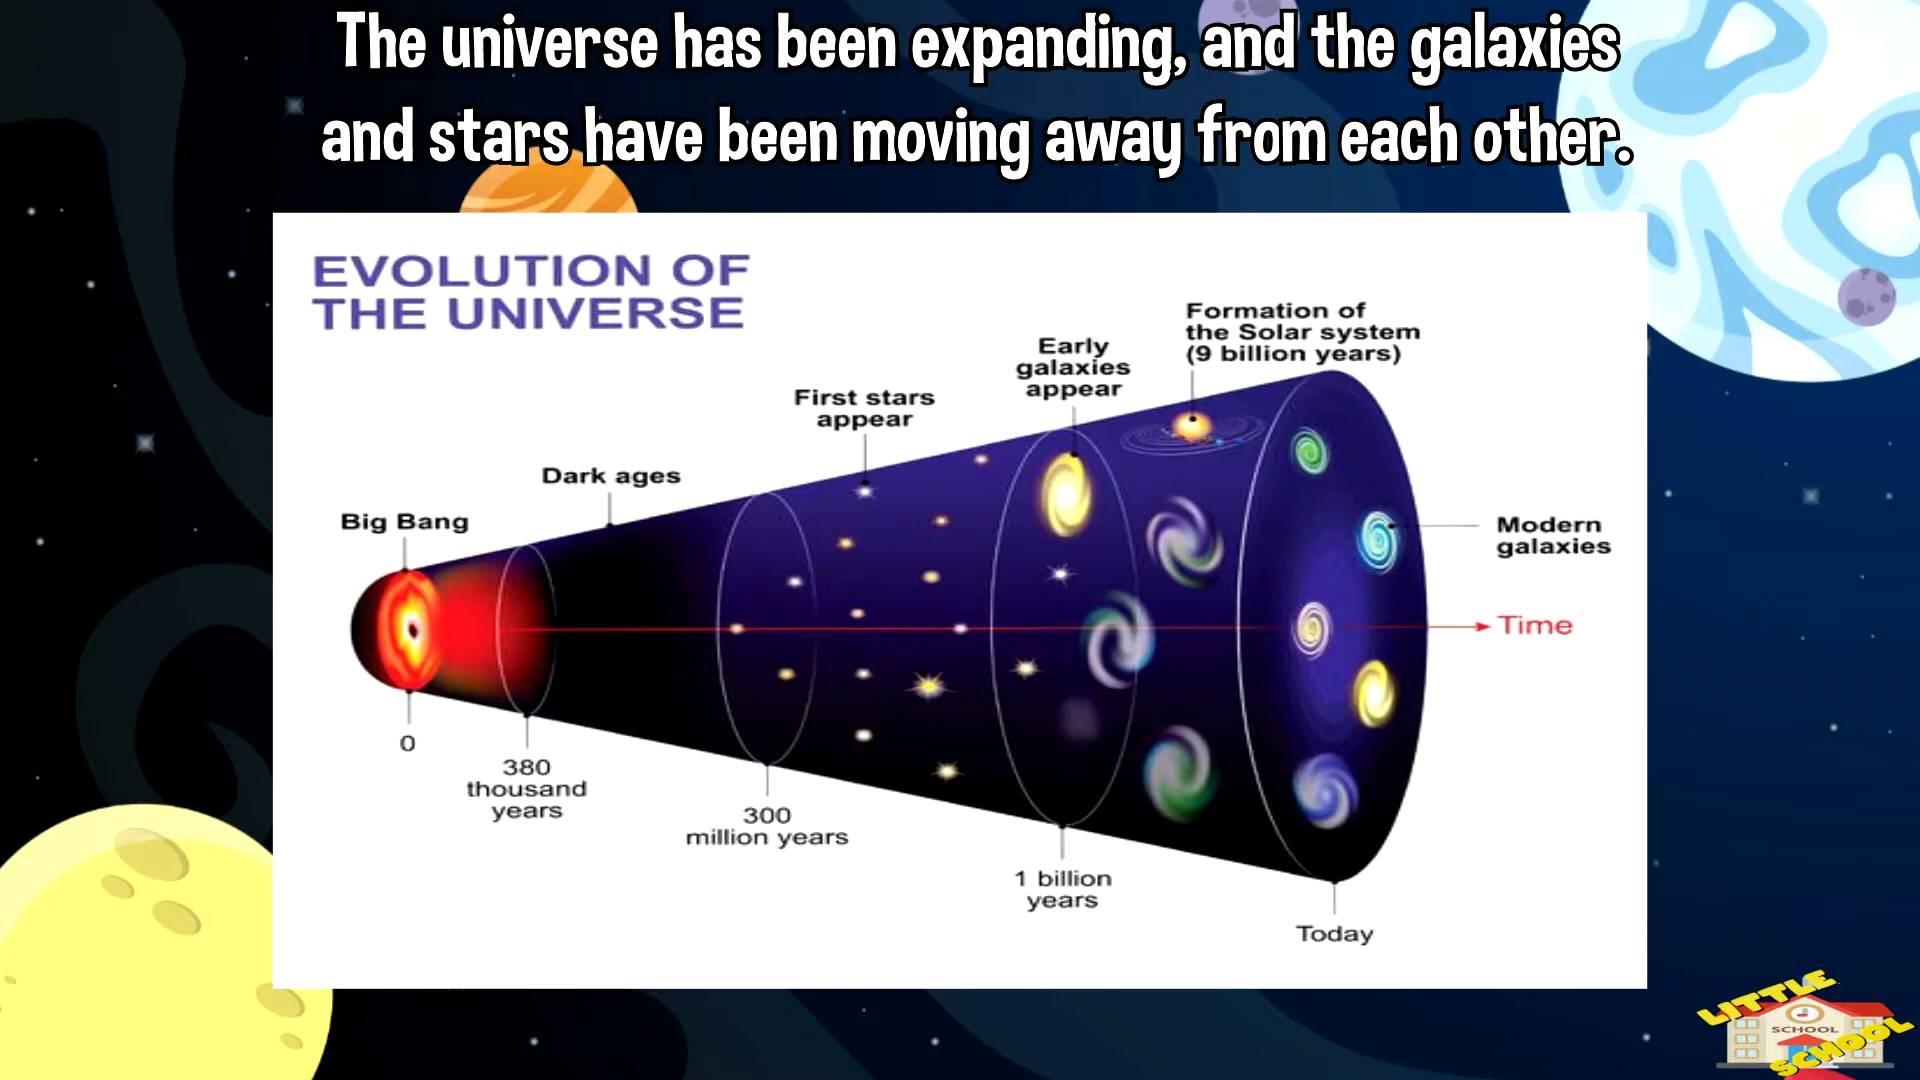 The universe has been expanding, and the galaxies
and stars have been moving away from each other.
EVOLUTION OF
THE UNIVERSE
Formation of
the Solar system
(9 billion years)
Early
galaxies
appear
First stars
appear
Dark ages
Big Bang
Modern
galaxies
Time
0
380
thousand
years
300
million years
1 billion
years
Today
LITTLE
SCHOOL
SCHOOL